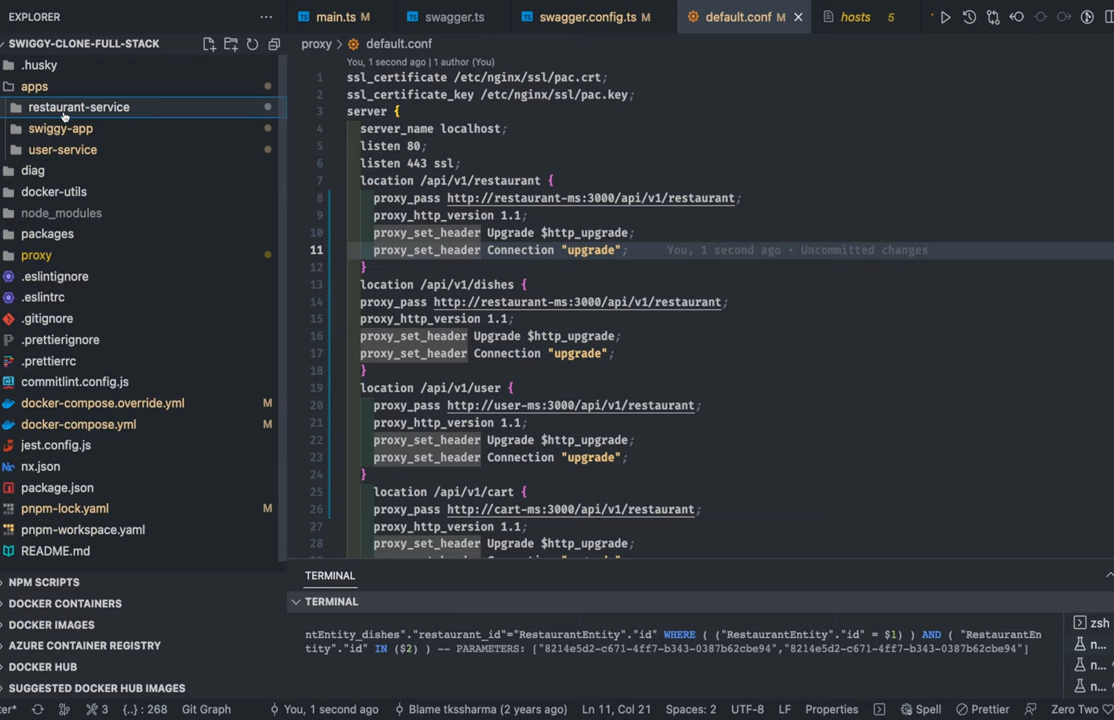 EXPLORER
SWIGGY-CLONE-FULL-STACK
.husky
apps
restaurant-service
swiggy-app
user-service
diag
docker-utils
node_modules
packages
proxy
.eslintignore
.eslintrc
.gitignore
.prettierignore
.prettierrc
commitlint.config.js
docker-compose.override.yml M
docker-compose.yml M
jest.config.js
nx.json
package.json
pnpm-lock.yaml M
pnpm-workspace.yaml
README.md
NPM SCRIPTS
DOCKER CONTAINERS
DOCKER IMAGES
AZURE CONTAINER REGISTRY
DOCKER HUB
SUGGESTED DOCKER HUB IMAGES
main.ts M swagger.ts swagger.config.ts M default.conf M hosts 5
proxy > default.conf
You, 1 second ago | 1 author (You)
1 ssl_certificate /etc/nginx/ssl/pac.crt;
2 ssl_certificate_key /etc/nginx/ssl/pac.key;
3 server {
4 server_name localhost;
5 listen 80;
6 listen 443 ssl;
7 location /api/v1/restaurant {
8 proxy_pass http://restaurant-ms:3000/api/v1/restaurant;
9 proxy_http_version 1.1;
10 proxy_set_header Upgrade $http_upgrade;
11 proxy_set_header Connection "upgrade"; You, 1 second ago • Uncommitted changes
12 }
13 location /api/v1/dishes {
14 proxy_pass http://restaurant-ms:3000/api/v1/restaurant;
15 proxy_http_version 1.1;
16 proxy_set_header Upgrade $http_upgrade;
17 proxy_set_header Connection "upgrade";
18 }
19 location /api/v1/user {
20 proxy_pass http://user-ms:3000/api/v1/restaurant;
21 proxy_http_version 1.1;
22 proxy_set_header Upgrade $http_upgrade;
23 proxy_set_header Connection "upgrade";
24 }
25 location /api/v1/cart {
26 proxy_pass http://cart-ms:3000/api/v1/restaurant;
27 proxy_http_version 1.1;
28 proxy_set_header Upgrade $http_upgrade;
TERMINAL
TERMINAL
ntEntity_dishes"."restaurant_id"="RestaurantEntity"."id" WHERE ( ("RestaurantEntity"."id" = $1) ) AND ( "RestaurantEn
tity"."id" IN ($2) ) -- PARAMETERS: ["8214e5d2-c671-4ff7-b343-0387b62cbe94","8214e5d2-c671-4ff7-b343-0387b62cbe94"]
zsh
n...
n...
n...
ter* 3 {..} : 268 Git Graph You, 1 second ago Blame tkssharma (2 years ago) Ln 11, Col 21 Spaces: 2 UTF-8 LF Properties Spell Prettier Zero Two